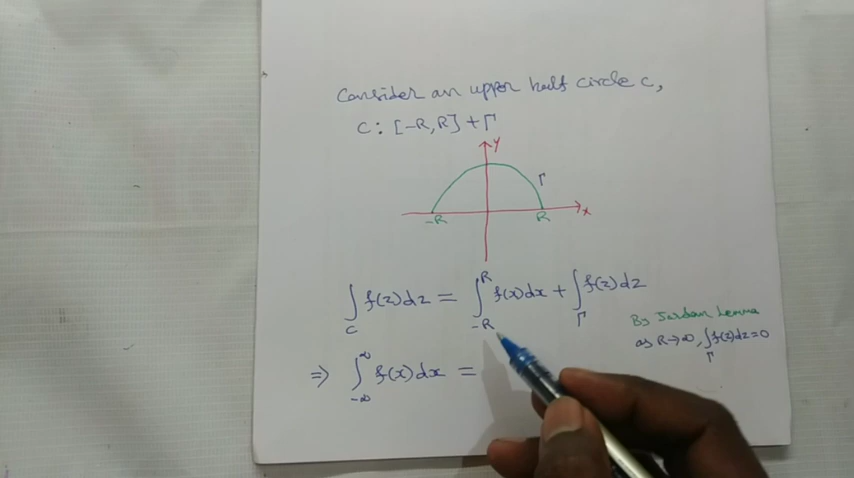 Consider an upper half circle c,
C: [-R, R] + Γ
y
Γ
-R R x
∫_C f(z)dz = ∫_{-R}^{R} f(x)dx + ∫_Γ f(z)dz
By Jordan Lemma
as R→∞, ∫_Γ f(z)dz=0
⇒ ∫_{-∞}^{∞} f(x)dx =